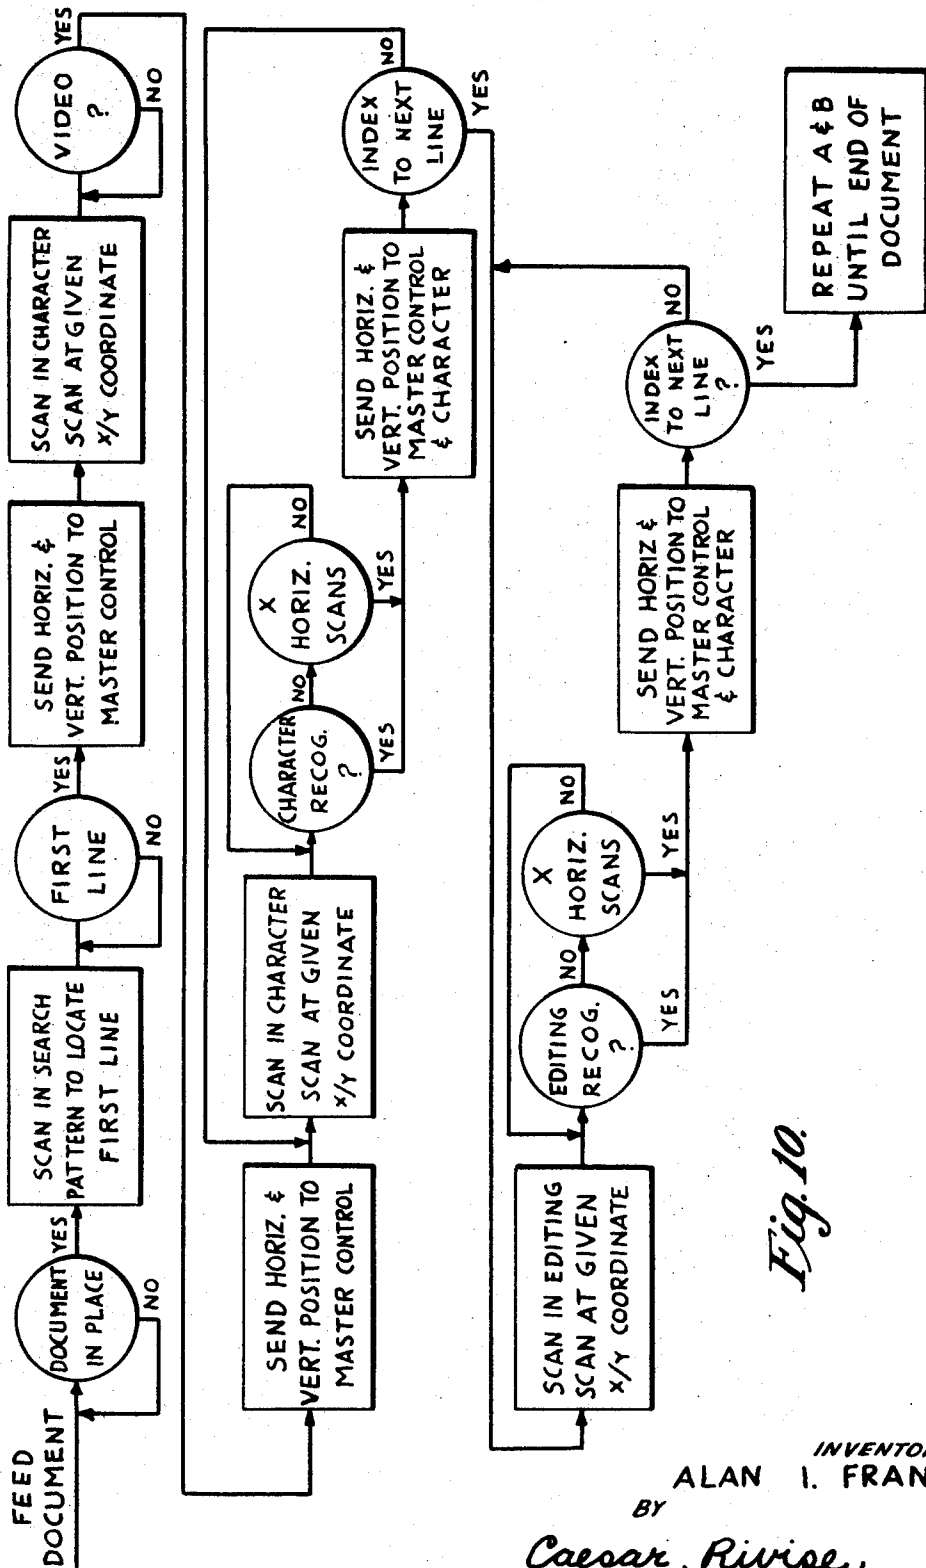 FEED
DOCUMENT
DOCUMENT
IN PLACE
YES
NO
SCAN IN SEARCH
PATTERN TO LOCATE
FIRST LINE
FIRST
LINE
YES
NO
SEND HORIZ. &
VERT. POSITION TO
MASTER CONTROL
SCAN IN CHARACTER
SCAN AT GIVEN
X/Y COORDINATE
VIDEO
?
YES
NO
SEND HORIZ. &
VERT. POSITION TO
MASTER CONTROL
SCAN IN CHARACTER
SCAN AT GIVEN
X/Y COORDINATE
CHARACTER
RECOG.
?
NO
YES
X
HORIZ.
SCANS
NO
YES
SEND HORIZ. &
VERT. POSITION TO
MASTER CONTROL
& CHARACTER
INDEX
TO NEXT
LINE
NO
YES
SCAN IN EDITING
SCAN AT GIVEN
X/Y COORDINATE
EDITING
RECOG.
?
NO
YES
X
HORIZ.
SCANS
NO
YES
SEND HORIZ &
VERT. POSITION TO
MASTER CONTROL
& CHARACTER
INDEX
TO NEXT
LINE
?
NO
YES
REPEAT A & B
UNTIL END OF
DOCUMENT
Fig. 10.
INVENTO
ALAN I. FRAN
BY
Caesar, Rivise,